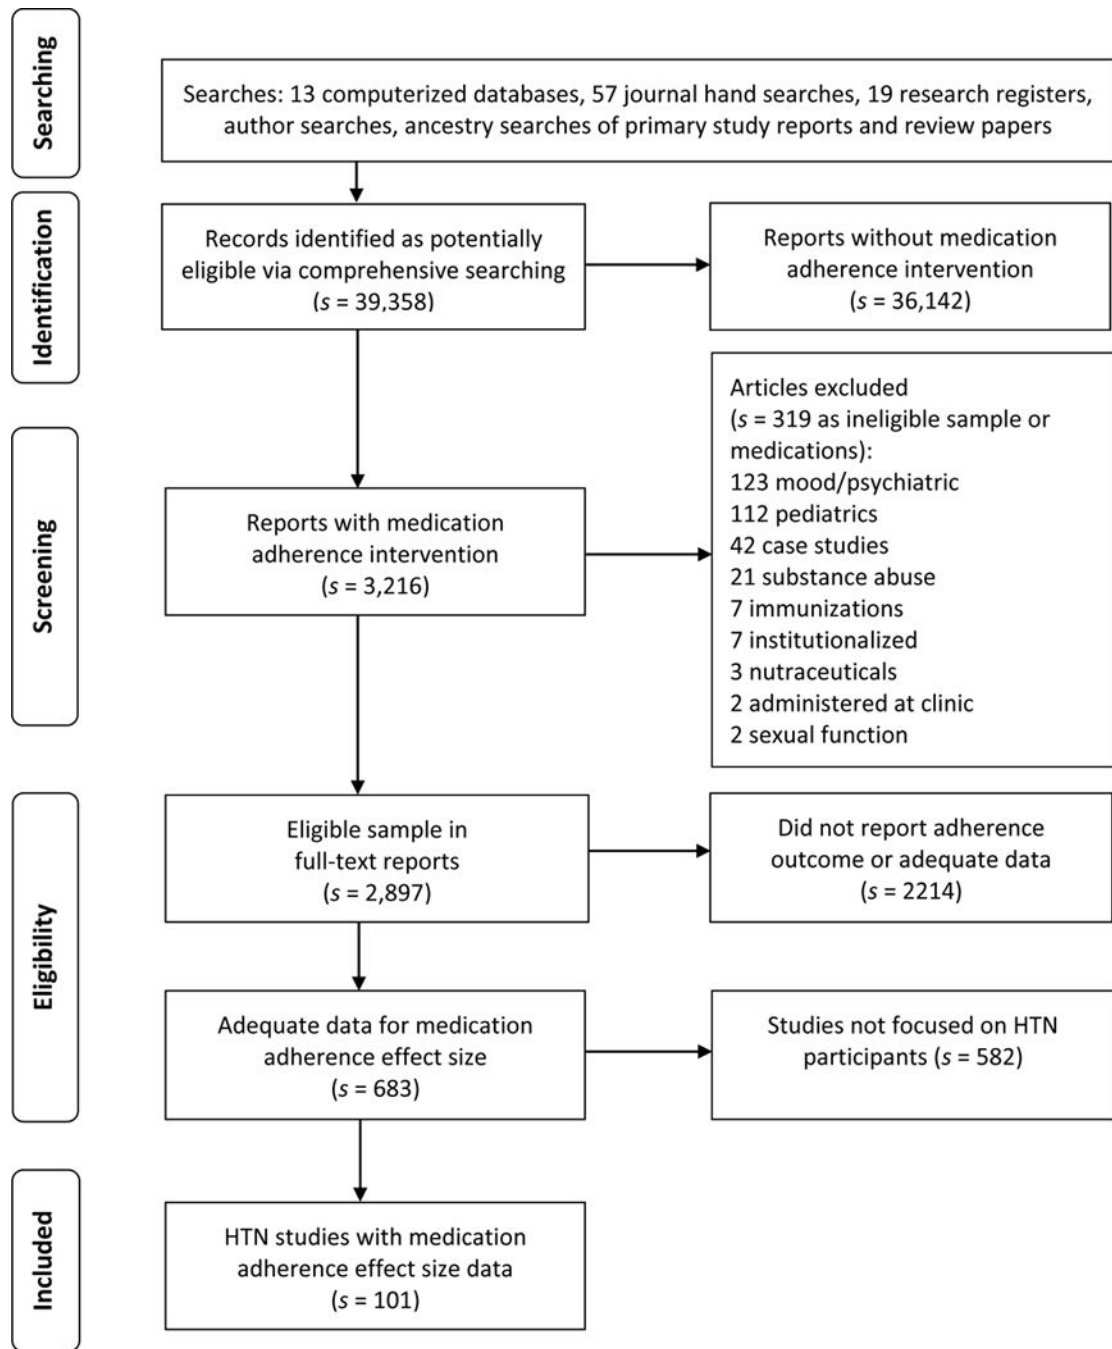 Searching
Searches: 13 computerized databases, 57 journal hand searches, 19 research registers,
author searches, ancestry searches of primary study reports and review papers
Identification
Records identified as potentially
eligible via comprehensive searching
(s = 39,358)
Reports without medication
adherence intervention
(s = 36,142)
Screening
Reports with medication
adherence intervention
(s = 3,216)
Articles excluded
(s = 319 as ineligible sample or
medications):
123 mood/psychiatric
112 pediatrics
42 case studies
21 substance abuse
7 immunizations
7 institutionalized
3 nutraceuticals
2 administered at clinic
2 sexual function
Eligibility
Eligible sample in
full-text reports
(s = 2,897)
Did not report adherence
outcome or adequate data
(s = 2214)
Adequate data for medication
adherence effect size
(s = 683)
Studies not focused on HTN
participants (s = 582)
Included
HTN studies with medication
adherence effect size data
(s = 101)